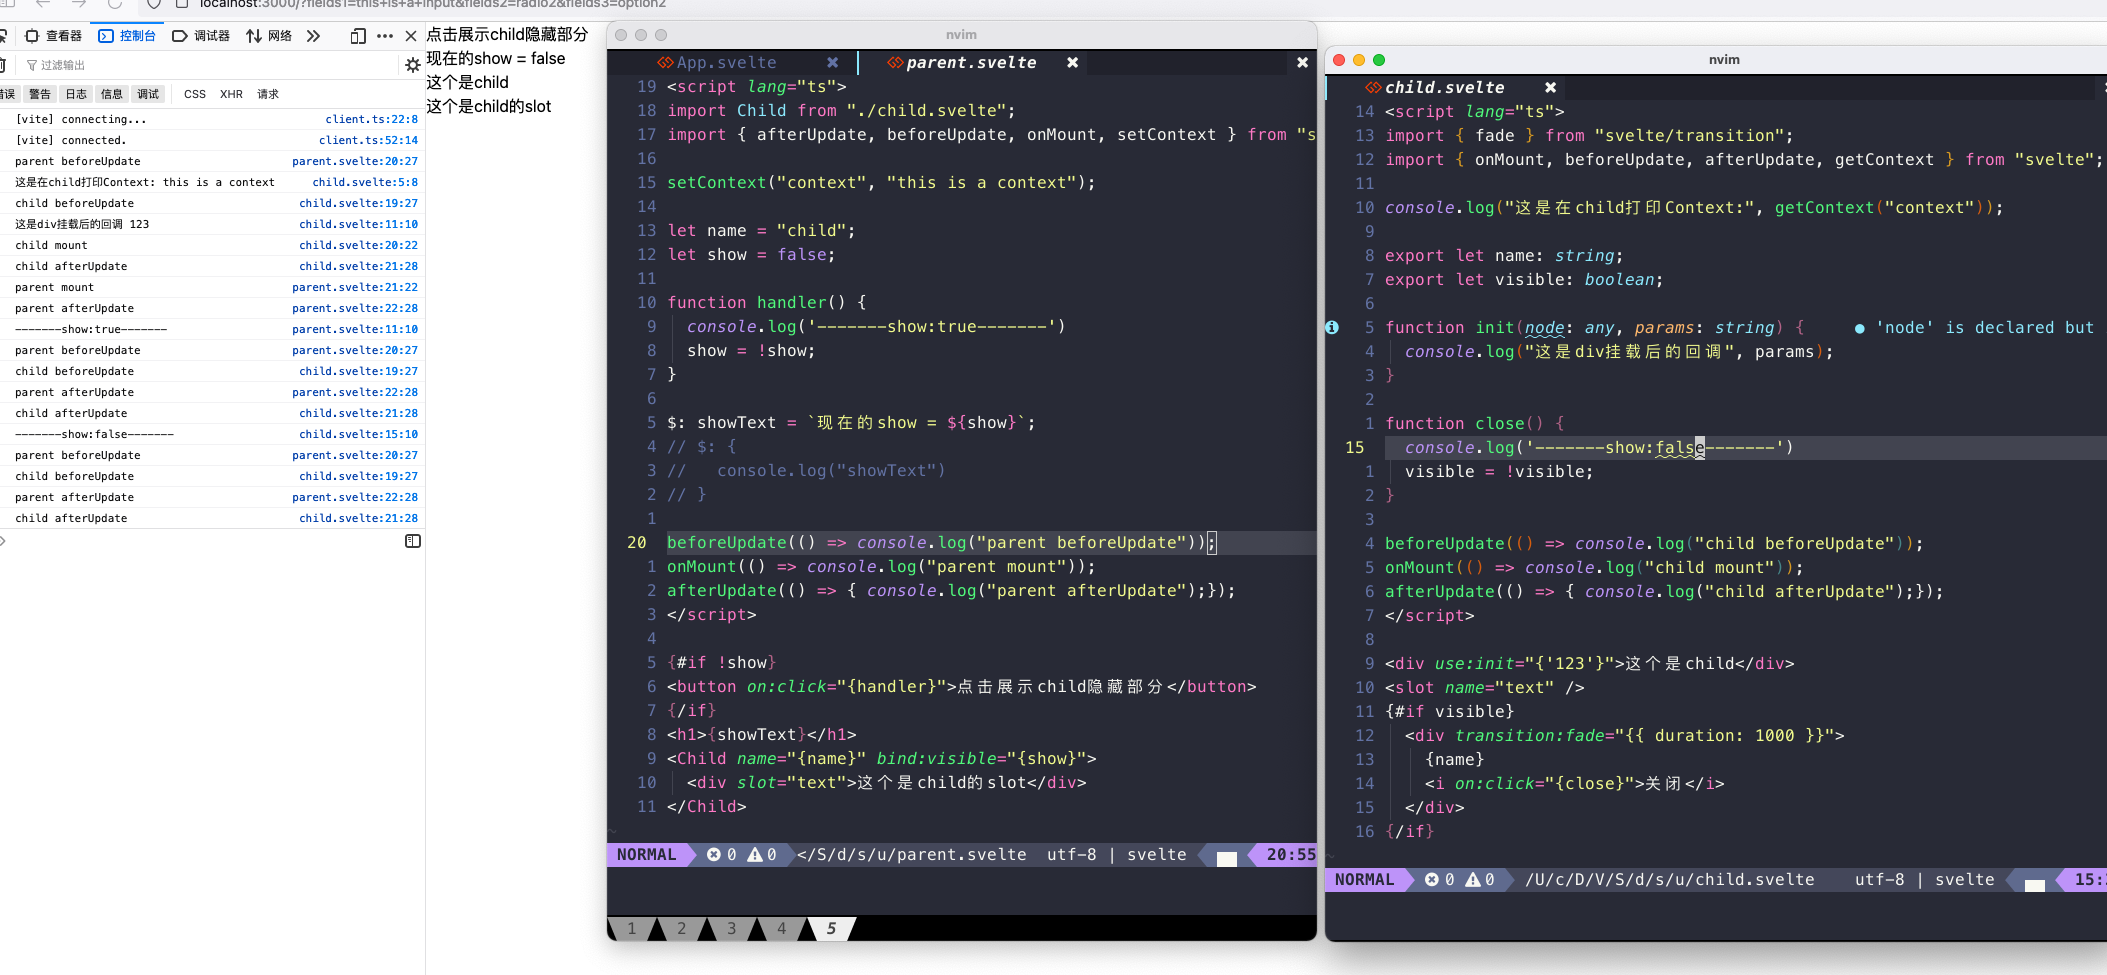 localhost:3000/?fields1=this+is+a+input&fields2=radio2&fields3=option2
查看器 控制台 调试器 网络
过滤输出
错误 警告 日志 信息 调试 CSS XHR 请求
[vite] connecting... client.ts:22:8
[vite] connected. client.ts:52:14
parent beforeUpdate parent.svelte:20:27
这是在child打印Context: this is a context child.svelte:5:8
child beforeUpdate child.svelte:19:27
这是div挂载后的回调 123 child.svelte:11:10
child mount child.svelte:20:22
child afterUpdate child.svelte:21:28
parent mount parent.svelte:21:22
parent afterUpdate parent.svelte:22:28
-------show:true------- parent.svelte:11:10
parent beforeUpdate parent.svelte:20:27
child beforeUpdate child.svelte:19:27
parent afterUpdate parent.svelte:22:28
child afterUpdate child.svelte:21:28
-------show:false------- child.svelte:15:10
parent beforeUpdate parent.svelte:20:27
child beforeUpdate child.svelte:19:27
parent afterUpdate parent.svelte:22:28
child afterUpdate child.svelte:21:28
点击展示child隐藏部分
现在的show = false
这个是child
这个是child的slot
nvim
App.svelte parent.svelte
19 <script lang="ts">
18 import Child from "./child.svelte";
17 import { afterUpdate, beforeUpdate, onMount, setContext } from "s
16
15 setContext("context", "this is a context");
14
13 let name = "child";
12 let show = false;
11
10 function handler() {
9 console.log('-------show:true-------')
8 show = !show;
7 }
6
5 $: showText = `现在的show = ${show}`;
4 // $: {
3 // console.log("showText")
2 // }
1
20 beforeUpdate(() => console.log("parent beforeUpdate"));
1 onMount(() => console.log("parent mount"));
2 afterUpdate(() => { console.log("parent afterUpdate");});
3 </script>
4
5 {#if !show}
6 <button on:click="{handler}">点击展示child隐藏部分</button>
7 {/if}
8 <h1>{showText}</h1>
9 <Child name="{name}" bind:visible="{show}">
10 <div slot="text">这个是child的slot</div>
11 </Child>
~
NORMAL 0 0 </S/d/s/u/parent.svelte utf-8 | svelte 20:55
1 2 3 4 5
nvim
child.svelte
14 <script lang="ts">
13 import { fade } from "svelte/transition";
12 import { onMount, beforeUpdate, afterUpdate, getContext } from "svelte";
11
10 console.log("这是在child打印Context:", getContext("context"));
9
8 export let name: string;
7 export let visible: boolean;
6
5 function init(node: any, params: string) { ● 'node' is declared but
4 console.log("这是div挂载后的回调", params);
3 }
2
1 function close() {
15 console.log('-------show:false-------')
1 visible = !visible;
2 }
3
4 beforeUpdate(() => console.log("child beforeUpdate"));
5 onMount(() => console.log("child mount"));
6 afterUpdate(() => { console.log("child afterUpdate");});
7 </script>
8
9 <div use:init="{'123'}">这个是child</div>
10 <slot name="text" />
11 {#if visible}
12 <div transition:fade="{{ duration: 1000 }}">
13 {name}
14 <i on:click="{close}">关闭</i>
15 </div>
16 {/if}
~
NORMAL 0 0 /U/c/D/V/S/d/s/u/child.svelte utf-8 | svelte 15: